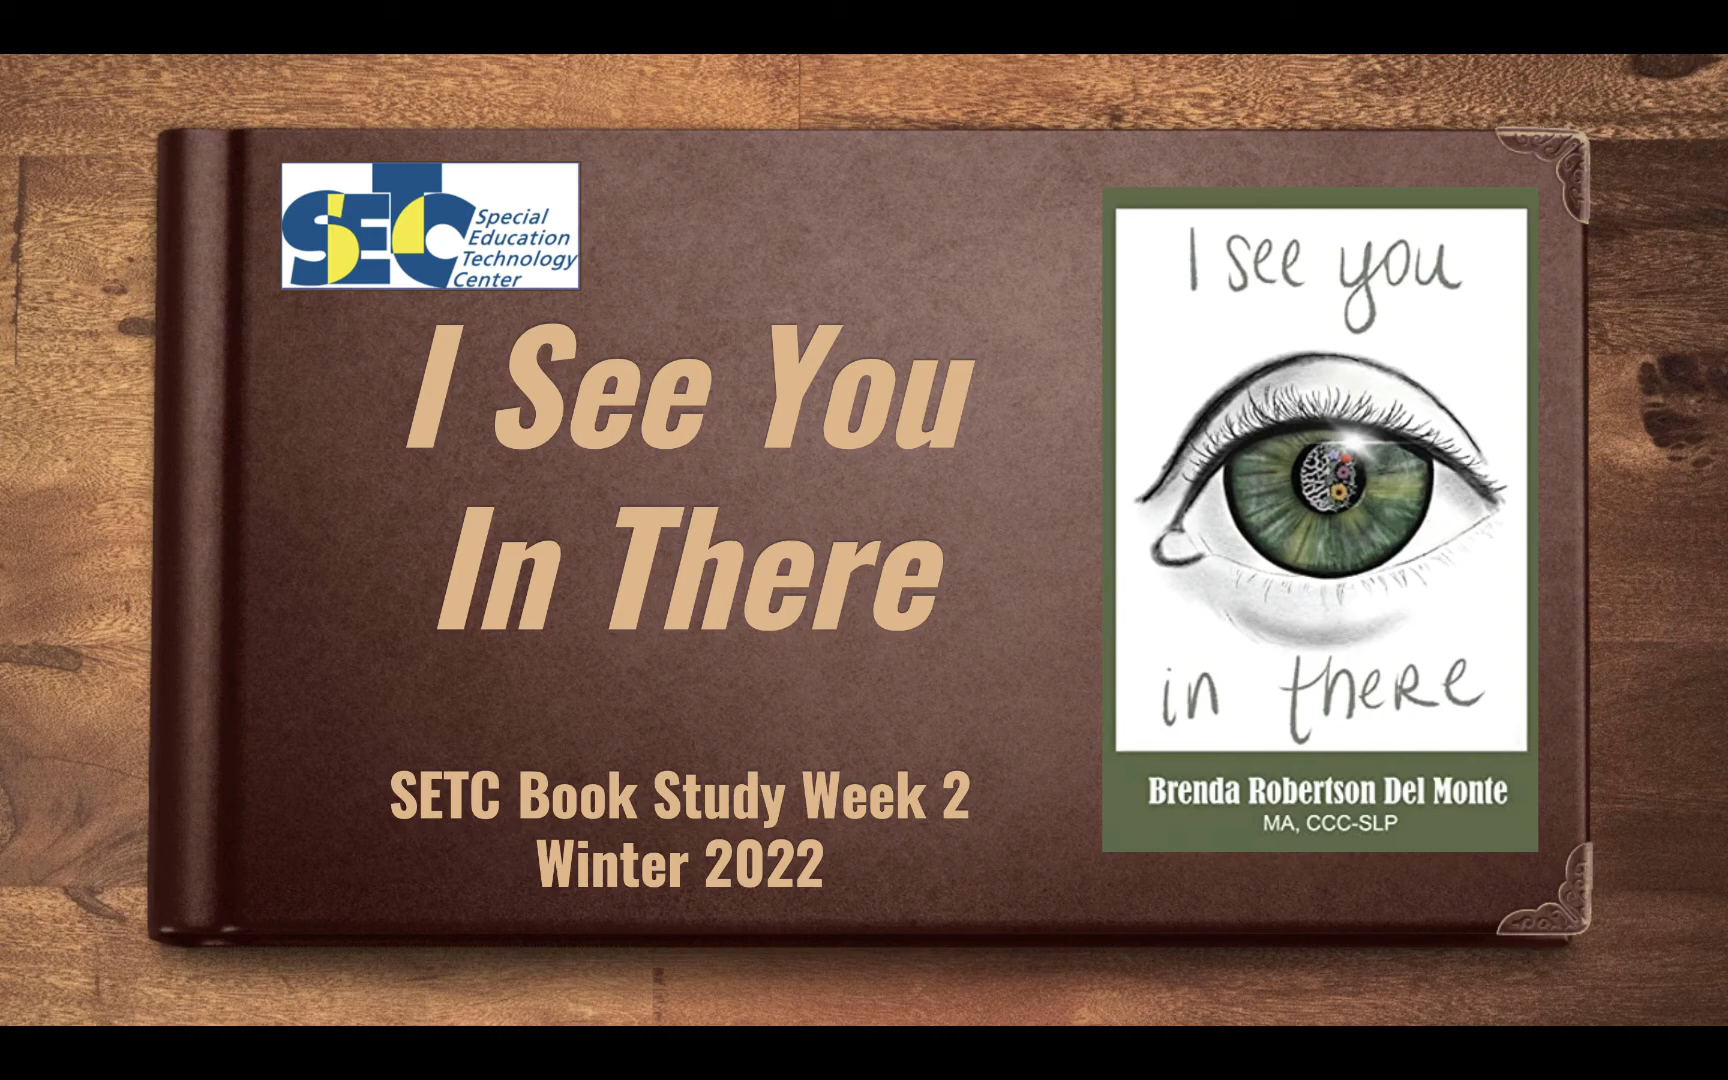 SETC
Special
Education
Technology
Center
I See You
In There
SETC Book Study Week 2
Winter 2022
I see you
in there
Brenda Robertson Del Monte
MA, CCC-SLP